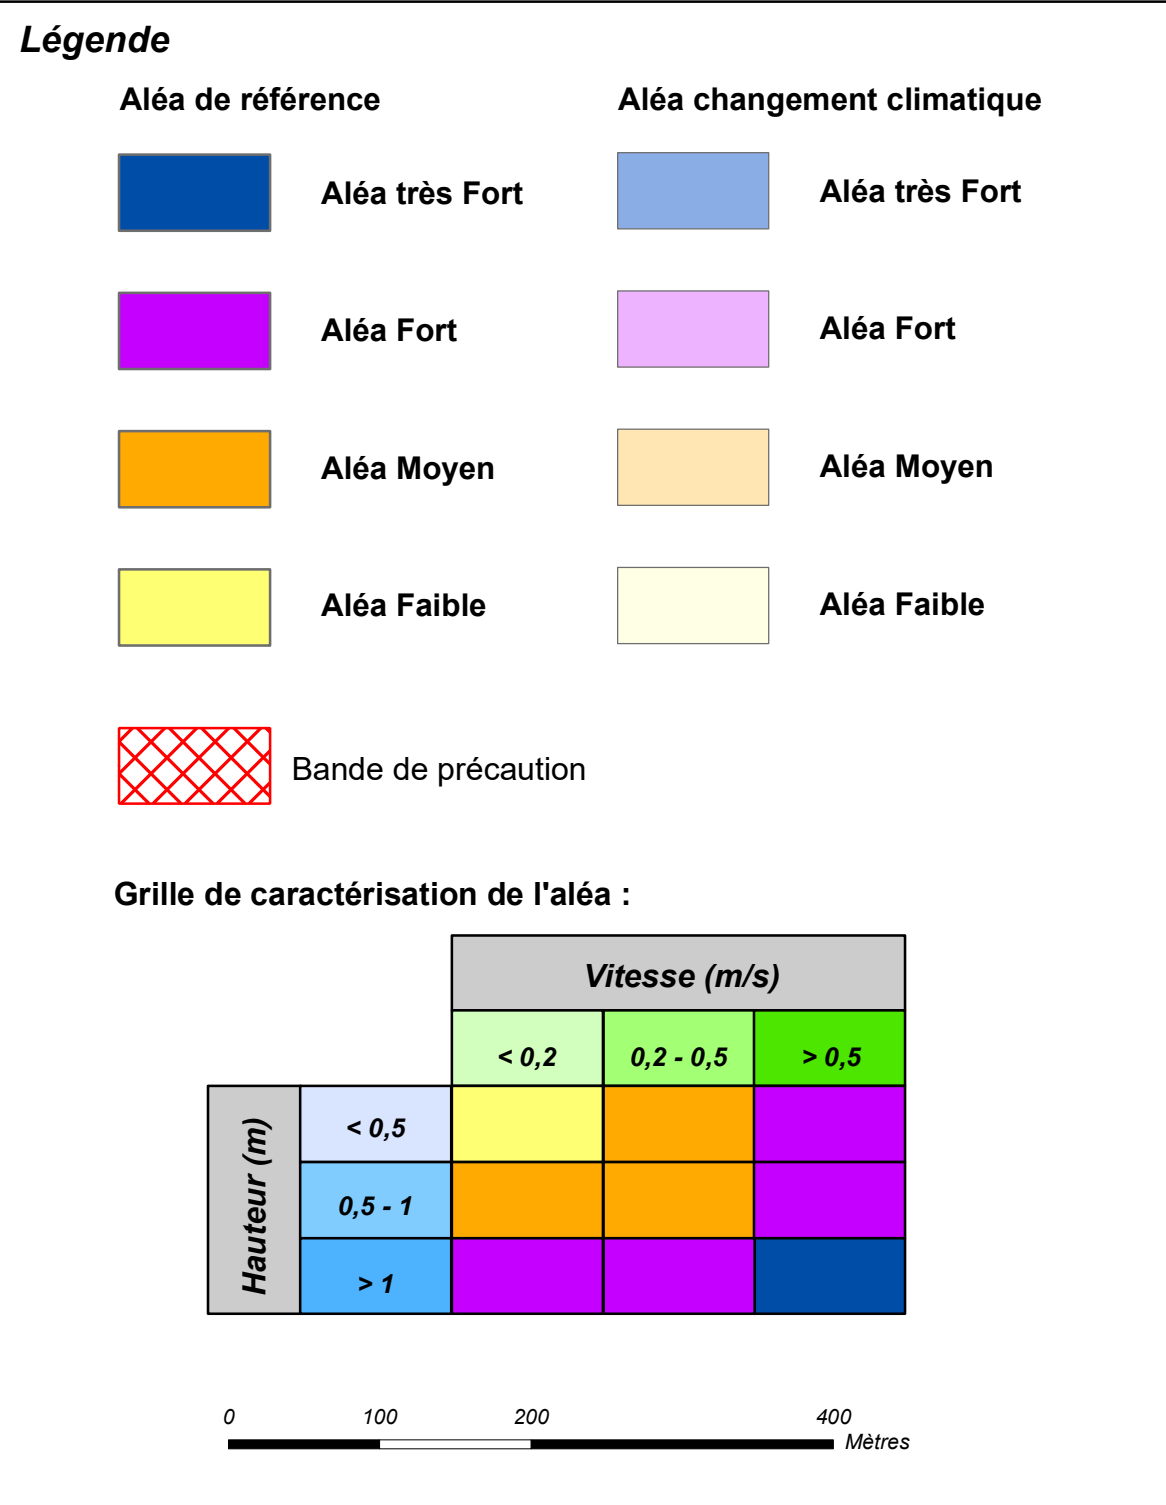 Légende
Aléa de référence
Aléa changement climatique
Aléa très Fort
Aléa très Fort
Aléa Fort
Aléa Fort
Aléa Moyen
Aléa Moyen
Aléa Faible
Aléa Faible
Bande de précaution
Grille de caractérisation de l'aléa :
Vitesse (m/s)
< 0,2
0,2 - 0,5
> 0,5
Hauteur (m)
< 0,5
0,5 - 1
> 1
0
100
200
400
Mètres